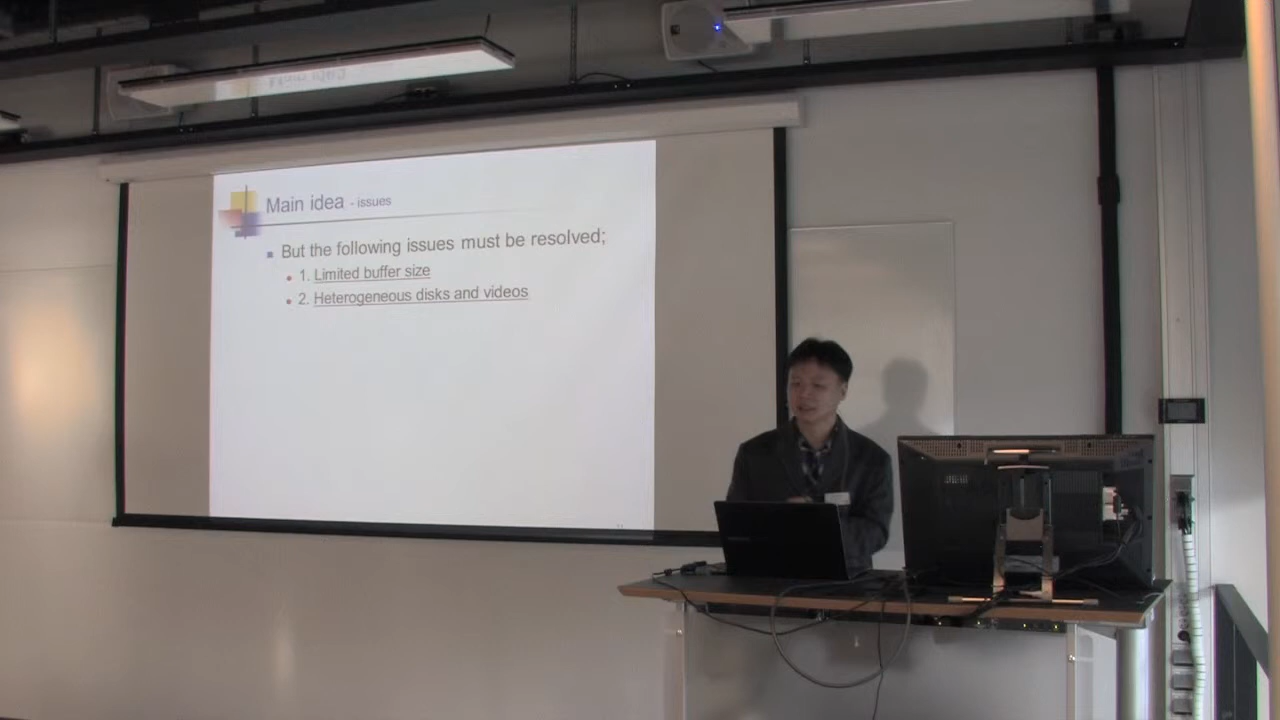 Main idea - issues
But the following issues must be resolved;
1. Limited buffer size
2. Heterogeneous disks and videos